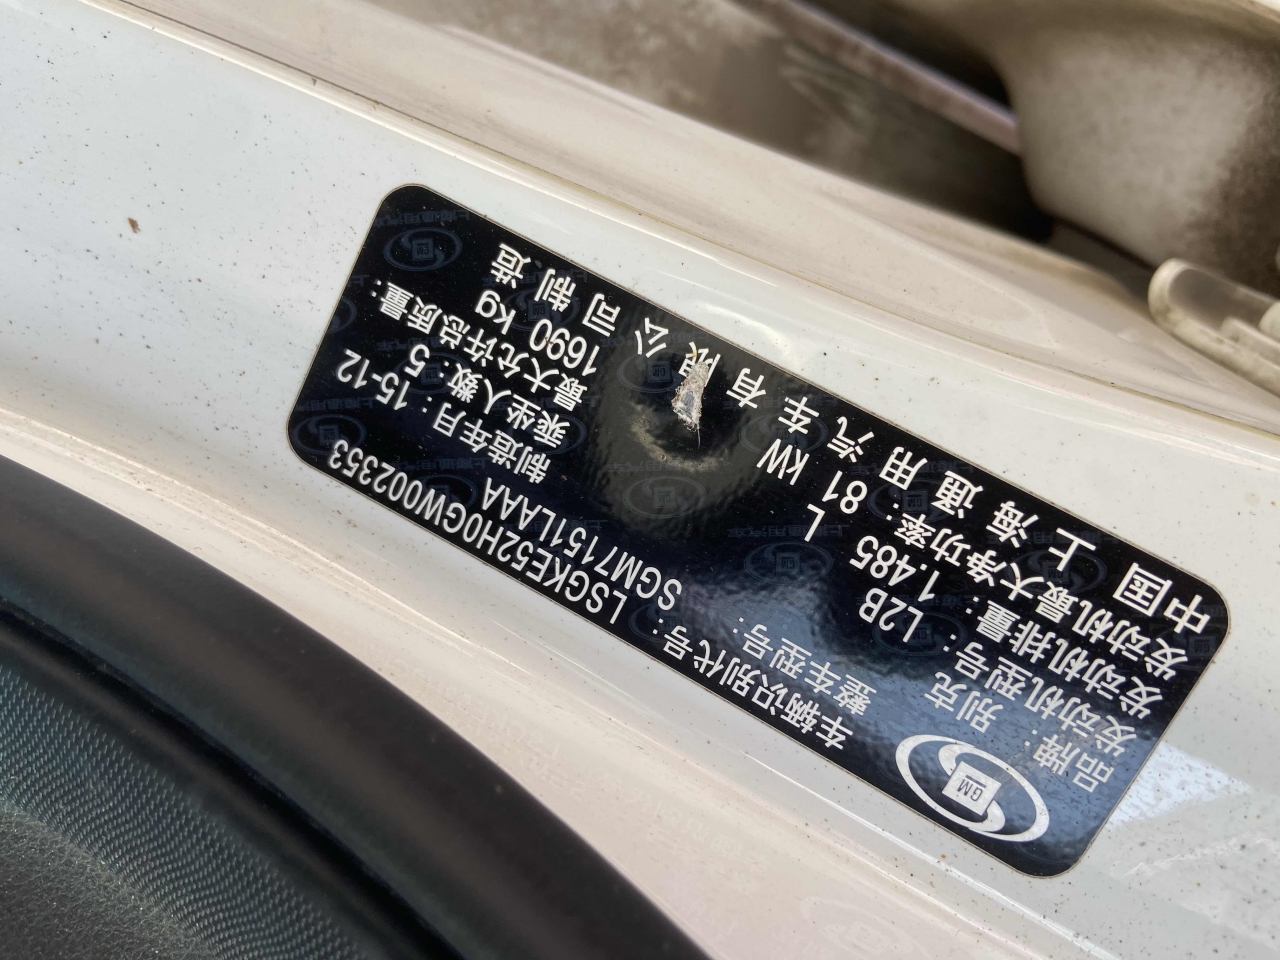 GM
车辆识别代号: LSGKE52H0GW002353
整车型号: SGM7151LAAA
品牌: 别克
制造年月: 15-12
发动机型号: L2B
乘坐人数: 5
发动机排量: 1.485 L
最大允许总质量: 1690 kg
发动机最大净功率: 81 kW
中国 上海通用汽车有限公司 制造